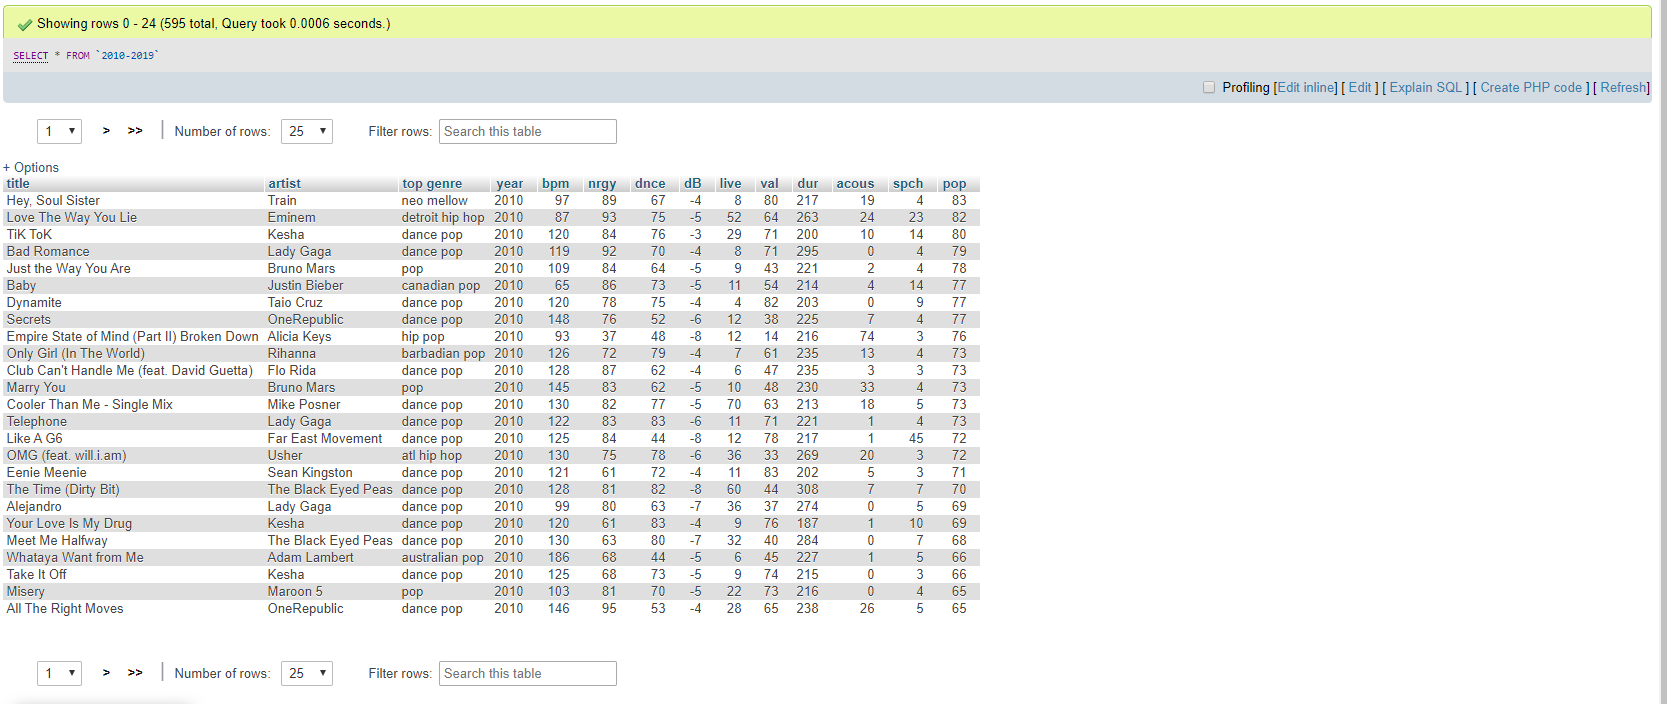 Showing rows 0 - 24 (595 total, Query took 0.0006 seconds.)
SELECT * FROM `2010-2019`
Profiling [Edit inline] [ Edit ] [ Explain SQL ] [ Create PHP code ] [ Refresh]
1 > >> Number of rows: 25 Filter rows: Search this table
+ Options
title artist top genre year bpm nrgy dnce dB live val dur acous spch pop
Hey, Soul Sister Train neo mellow 2010 97 89 67 -4 8 80 217 19 4 83
Love The Way You Lie Eminem detroit hip hop 2010 87 93 75 -5 52 64 263 24 23 82
TiK ToK Kesha dance pop 2010 120 84 76 -3 29 71 200 10 14 80
Bad Romance Lady Gaga dance pop 2010 119 92 70 -4 8 71 295 0 4 79
Just the Way You Are Bruno Mars pop 2010 109 84 64 -5 9 43 221 2 4 78
Baby Justin Bieber canadian pop 2010 65 86 73 -5 11 54 214 4 14 77
Dynamite Taio Cruz dance pop 2010 120 78 75 -4 4 82 203 0 9 77
Secrets OneRepublic dance pop 2010 148 76 52 -6 12 38 225 7 4 77
Empire State of Mind (Part II) Broken Down Alicia Keys hip pop 2010 93 37 48 -8 12 14 216 74 3 76
Only Girl (In The World) Rihanna barbadian pop 2010 126 72 79 -4 7 61 235 13 4 73
Club Can't Handle Me (feat. David Guetta) Flo Rida dance pop 2010 128 87 62 -4 6 47 235 3 3 73
Marry You Bruno Mars pop 2010 145 83 62 -5 10 48 230 33 4 73
Cooler Than Me - Single Mix Mike Posner dance pop 2010 130 82 77 -5 70 63 213 18 5 73
Telephone Lady Gaga dance pop 2010 122 83 83 -6 11 71 221 1 4 73
Like A G6 Far East Movement dance pop 2010 125 84 44 -8 12 78 217 1 45 72
OMG (feat. will.i.am) Usher atl hip hop 2010 130 75 78 -6 36 33 269 20 3 72
Eenie Meenie Sean Kingston dance pop 2010 121 61 72 -4 11 83 202 5 3 71
The Time (Dirty Bit) The Black Eyed Peas dance pop 2010 128 81 82 -8 60 44 308 7 7 70
Alejandro Lady Gaga dance pop 2010 99 80 63 -7 36 37 274 0 5 69
Your Love Is My Drug Kesha dance pop 2010 120 61 83 -4 9 76 187 1 10 69
Meet Me Halfway The Black Eyed Peas dance pop 2010 130 63 80 -7 32 40 284 0 7 68
Whataya Want from Me Adam Lambert australian pop 2010 186 68 44 -5 6 45 227 1 5 66
Take It Off Kesha dance pop 2010 125 68 73 -5 9 74 215 0 3 66
Misery Maroon 5 pop 2010 103 81 70 -5 22 73 216 0 4 65
All The Right Moves OneRepublic dance pop 2010 146 95 53 -4 28 65 238 26 5 65
1 > >> Number of rows: 25 Filter rows: Search this table